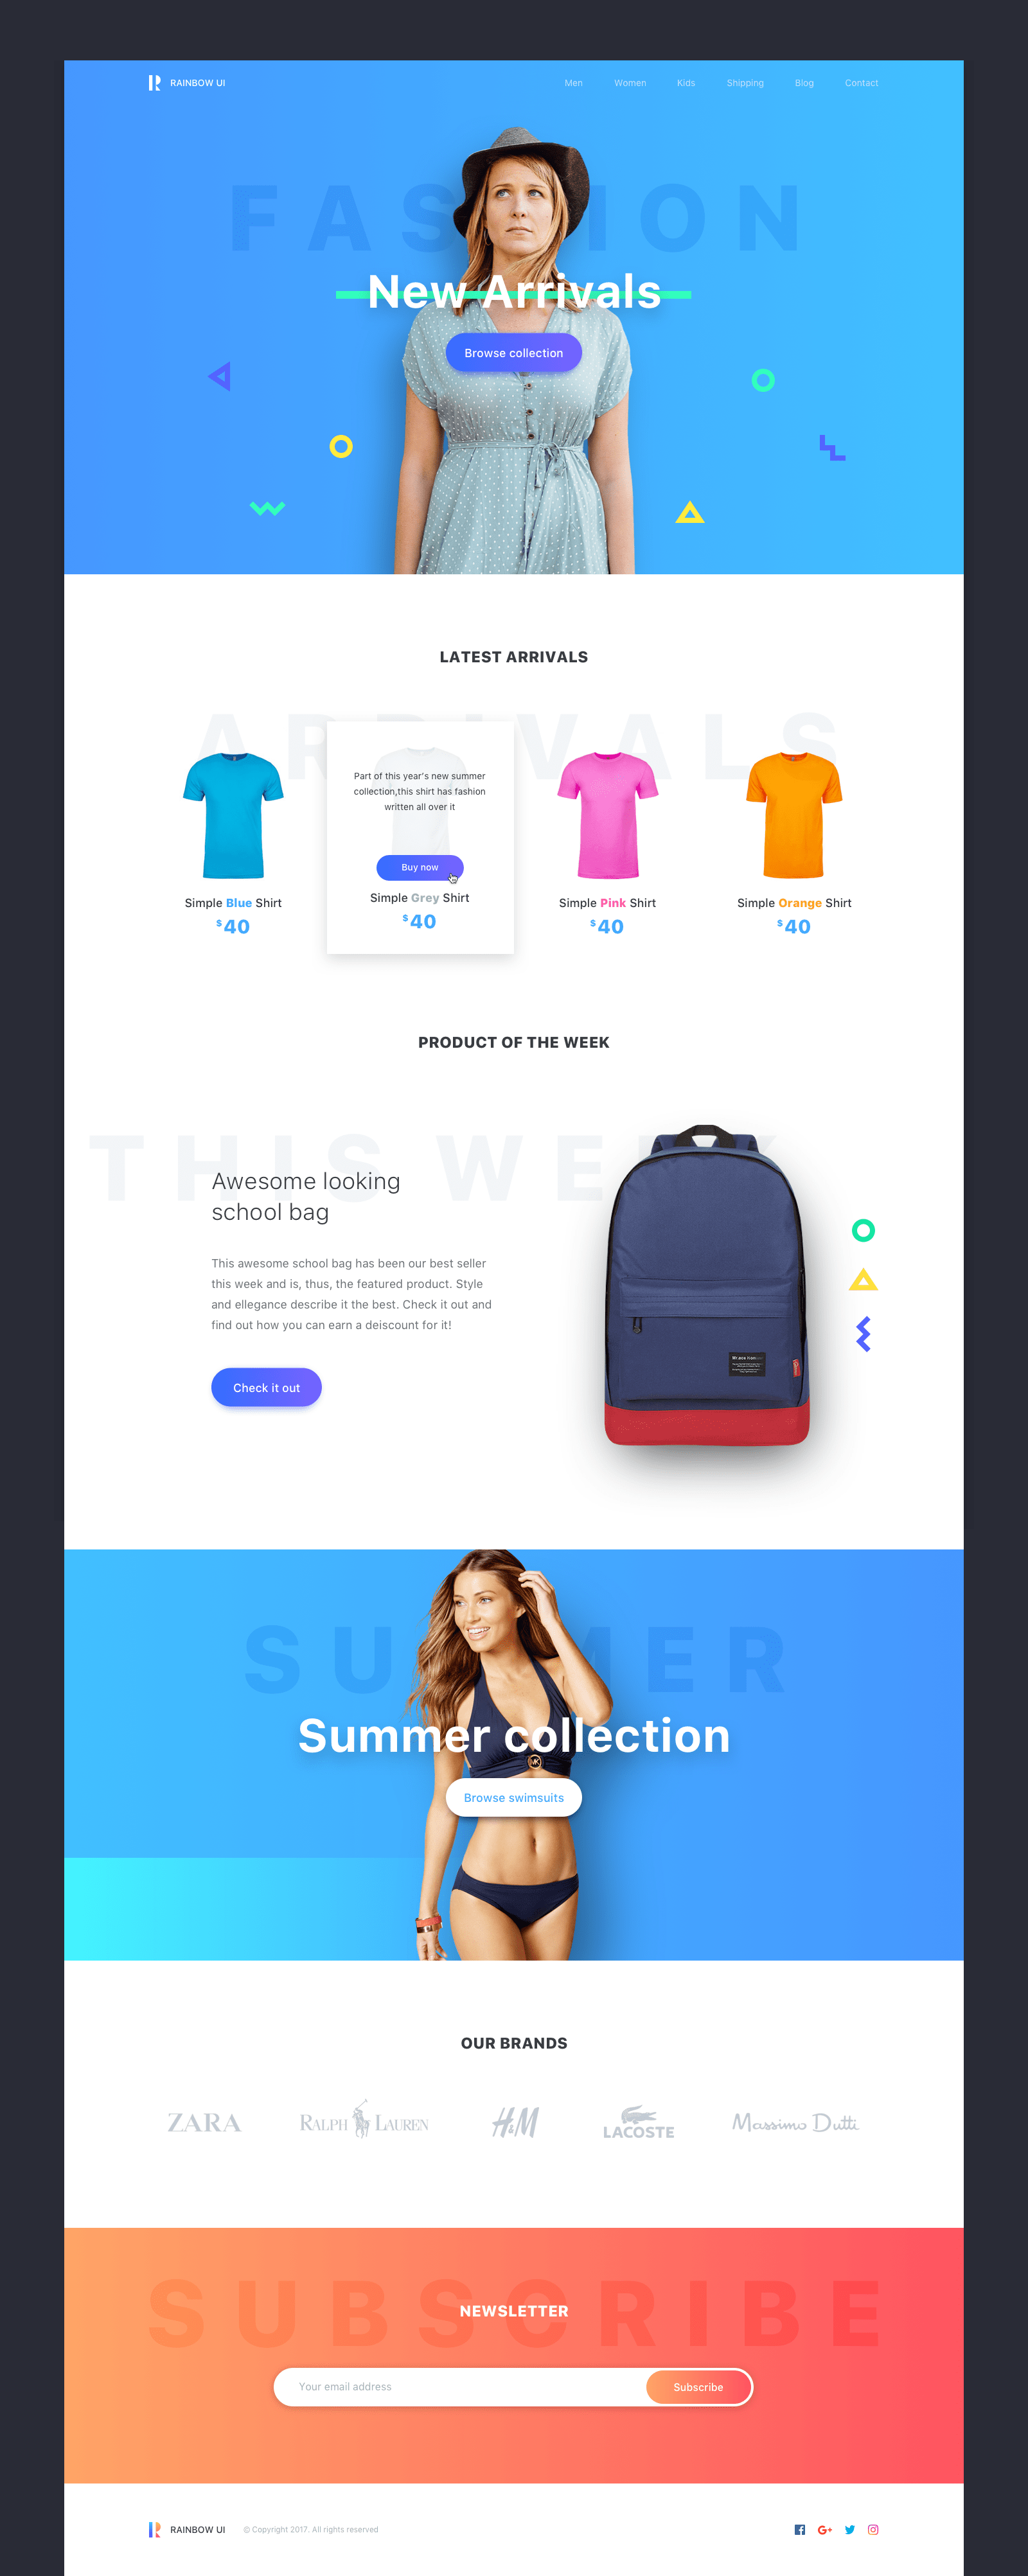 RAINBOW UI
Men Women Kids Shipping Blog Contact
FAS ION
New Arrivals
Browse collection
LATEST ARRIVALS
ARRIVALS
Part of this year's new summer
collection,this shirt has fashion
written all over it
Buy now
Simple Blue Shirt
$40
Simple Grey Shirt
$40
Simple Pink Shirt
$40
Simple Orange Shirt
$40
PRODUCT OF THE WEEK
THIS WEEK
Awesome looking
school bag
This awesome school bag has been our best seller
this week and is, thus, the featured product. Style
and ellegance describe it the best. Check it out and
find out how you can earn a deiscount for it!
Check it out
SUMMER
Summer collection
MK
Browse swimsuits
OUR BRANDS
ZARA
RALPH LAUREN
H&M
LACOSTE
Massimo Dutti
SUBSCRIBE
NEWSLETTER
Your email address
Subscribe
RAINBOW UI
© Copyright 2017. All rights reserved